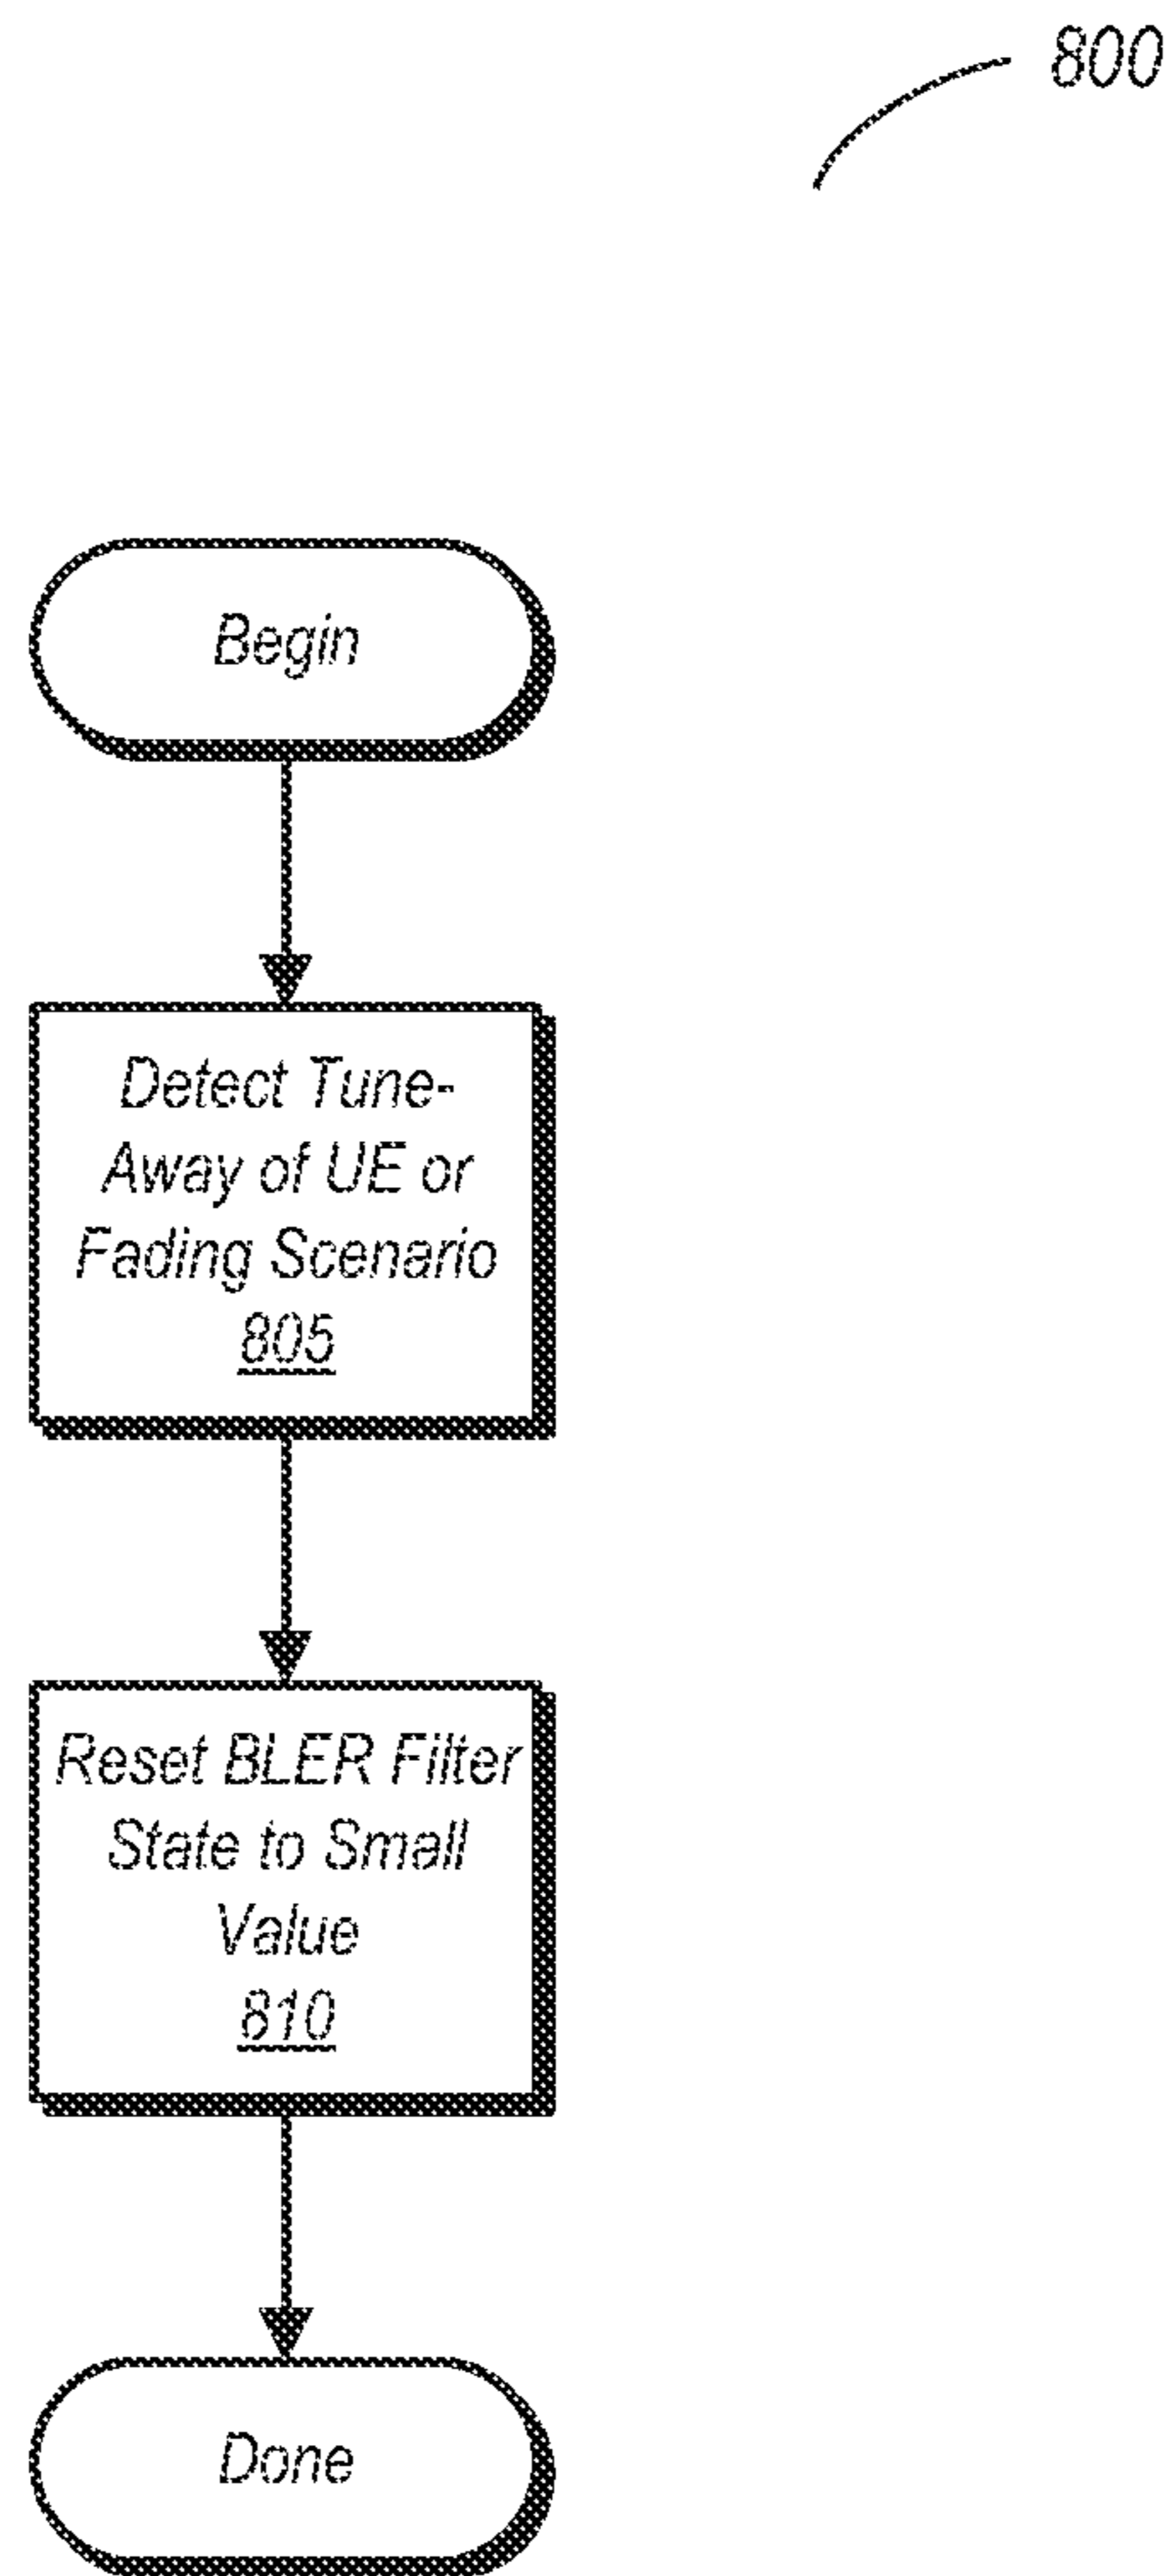 800
Begin
Detect Tune-
Away of UE or
Fading Scenario
805
Reset BLER Filter
State to Small
Value
810
Done